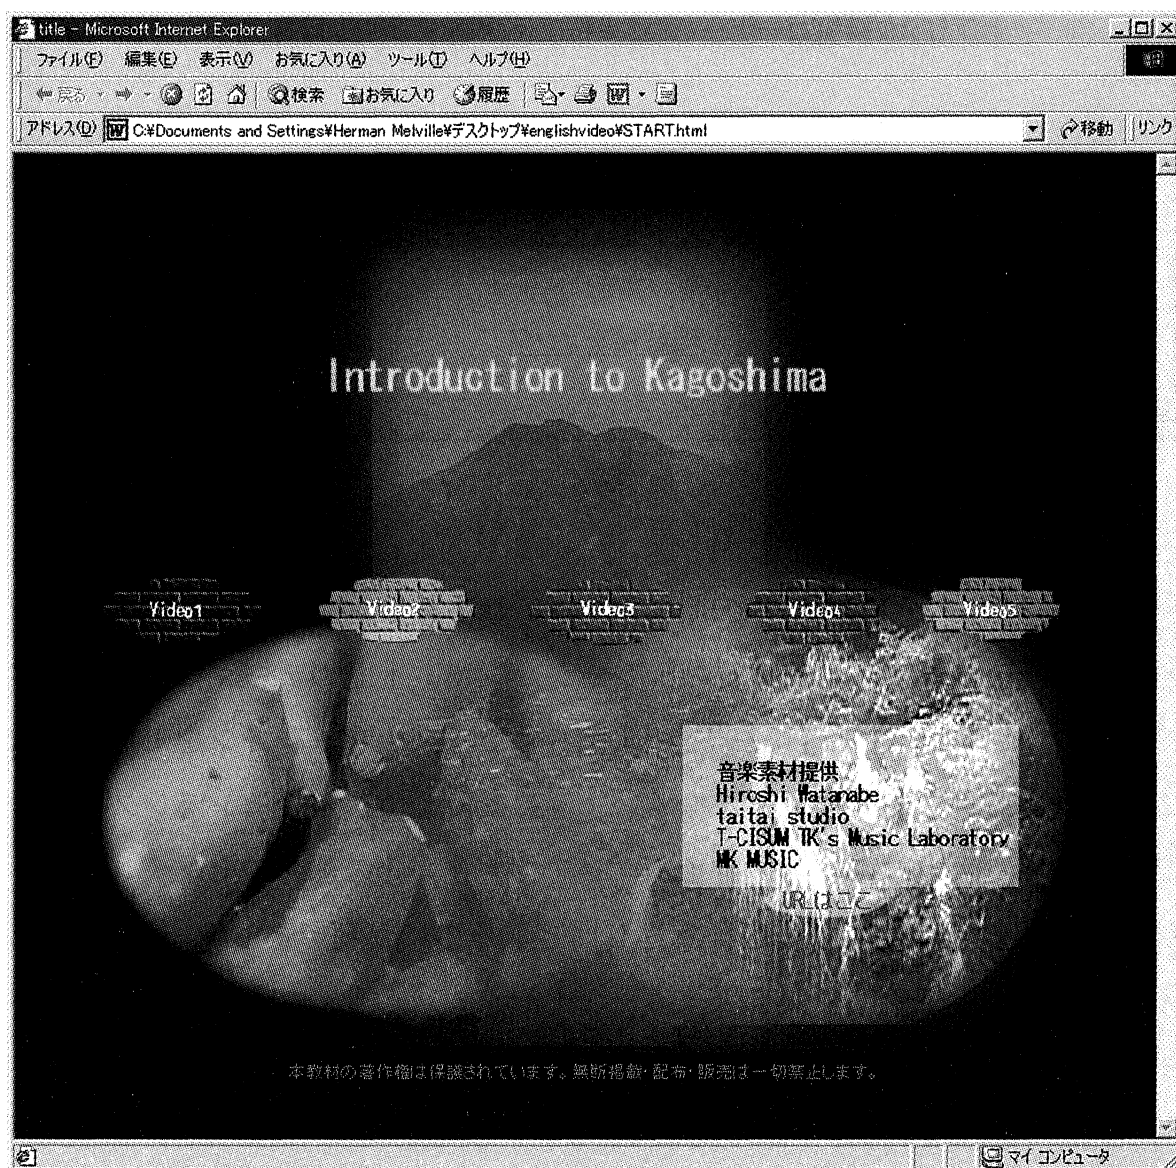 title - Microsoft Internet Explorer
ファイル(F) 編集(E) 表示(V) お気に入り(A) ツール(T) ヘルプ(H)
戻る 検索 お気に入り 履歴
アドレス(D) C:¥Documents and Settings¥Herman Melville¥デスクトップ¥englishvideo¥START.html 移動 リンク
Introduction to Kagoshima
Video1 Video2 Video3 Video4 Video5
音楽素材提供
Hiroshi Watanabe
taitai studio
T-CISUM TK's Music Laboratory
MK MUSIC
URLはここ
本教材の著作権は保護されています。無断掲載・配布・販売は一切禁止します。
マイ コンピュータ